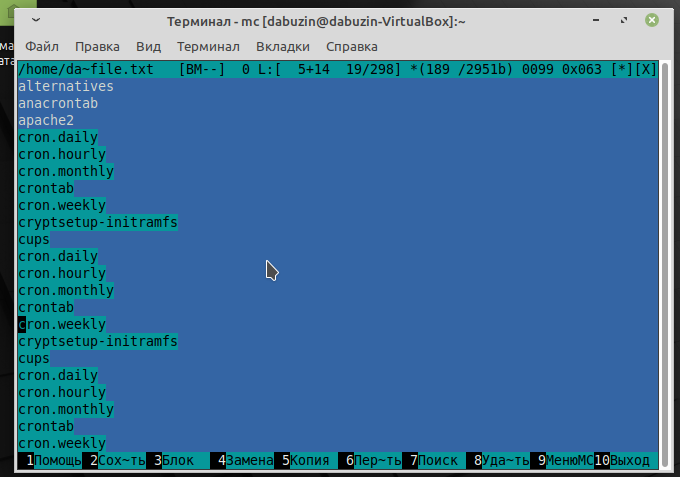 Терминал - mc [dabuzin@dabuzin-VirtualBox]:~
Файл Правка Вид Терминал Вкладки Справка
/home/da~file.txt [BM--] 0 L:[ 5+14 19/298] *(189 /2951b) 0099 0x063 [*][X]
alternatives
anacrontab
apache2
cron.daily
cron.hourly
cron.monthly
crontab
cron.weekly
cryptsetup-initramfs
cups
cron.daily
cron.hourly
cron.monthly
crontab
cron.weekly
cryptsetup-initramfs
cups
cron.daily
cron.hourly
cron.monthly
crontab
cron.weekly
1Помощь 2Сох~ть 3Блок 4Замена 5Копия 6Пер~ть 7Поиск 8Уда~ть 9МенюMC 10Выход